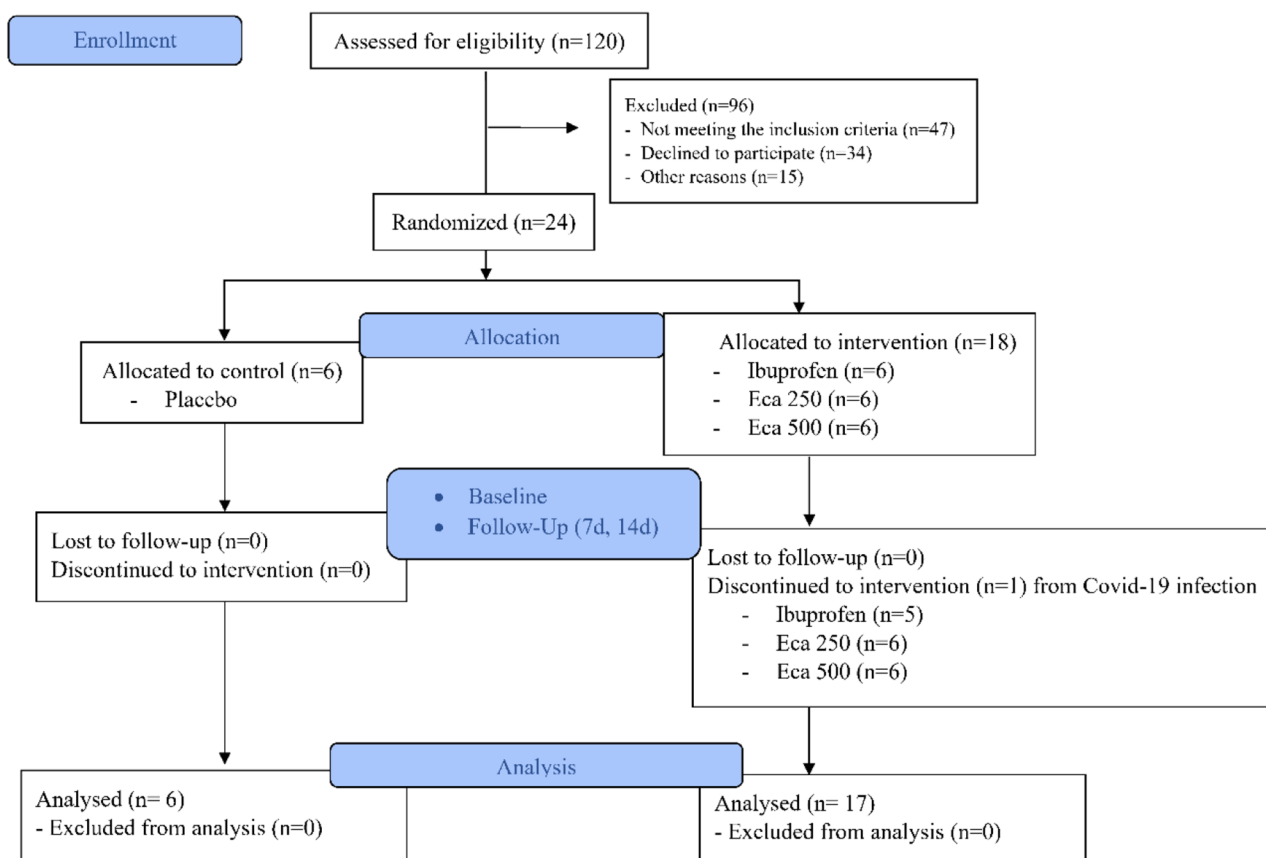 Enrollment
Assessed for eligibility (n=120)
Excluded (n=96)
- Not meeting the inclusion criteria (n=47)
- Declined to participate (n=34)
- Other reasons (n=15)
Randomized (n=24)
Allocation
Allocated to control (n=6)
- Placebo
Allocated to intervention (n=18)
- Ibuprofen (n=6)
- Eca 250 (n=6)
- Eca 500 (n=6)
• Baseline
• Follow-Up (7d, 14d)
Lost to follow-up (n=0)
Discontinued to intervention (n=0)
Lost to follow-up (n=0)
Discontinued to intervention (n=1) from Covid-19 infection
- Ibuprofen (n=5)
- Eca 250 (n=6)
- Eca 500 (n=6)
Analysis
Analysed (n= 6)
- Excluded from analysis (n=0)
Analysed (n= 17)
- Excluded from analysis (n=0)